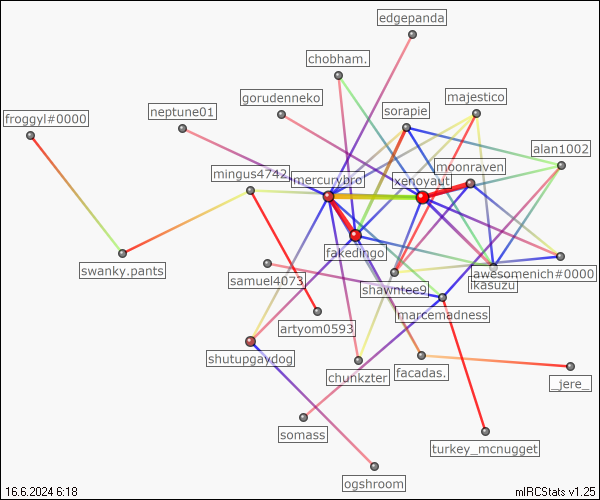 edgepanda
chobham.
gorudenneko
majestico
neptune01
sorapie
froggyl#0000
alan1002
moonraven
mingus4742
mercurybro
xenoyaut
fakedingo
swanky.pants
awesomenich#0000
samuel4073
shawntee9
ikasuzu
marcemadness
artyom0593
shutupgaydog
chunkzter
facadas.
_jere_
somass
turkey_mcnugget
ogshroom
16.6.2024 6:18
mIRCStats v1.25